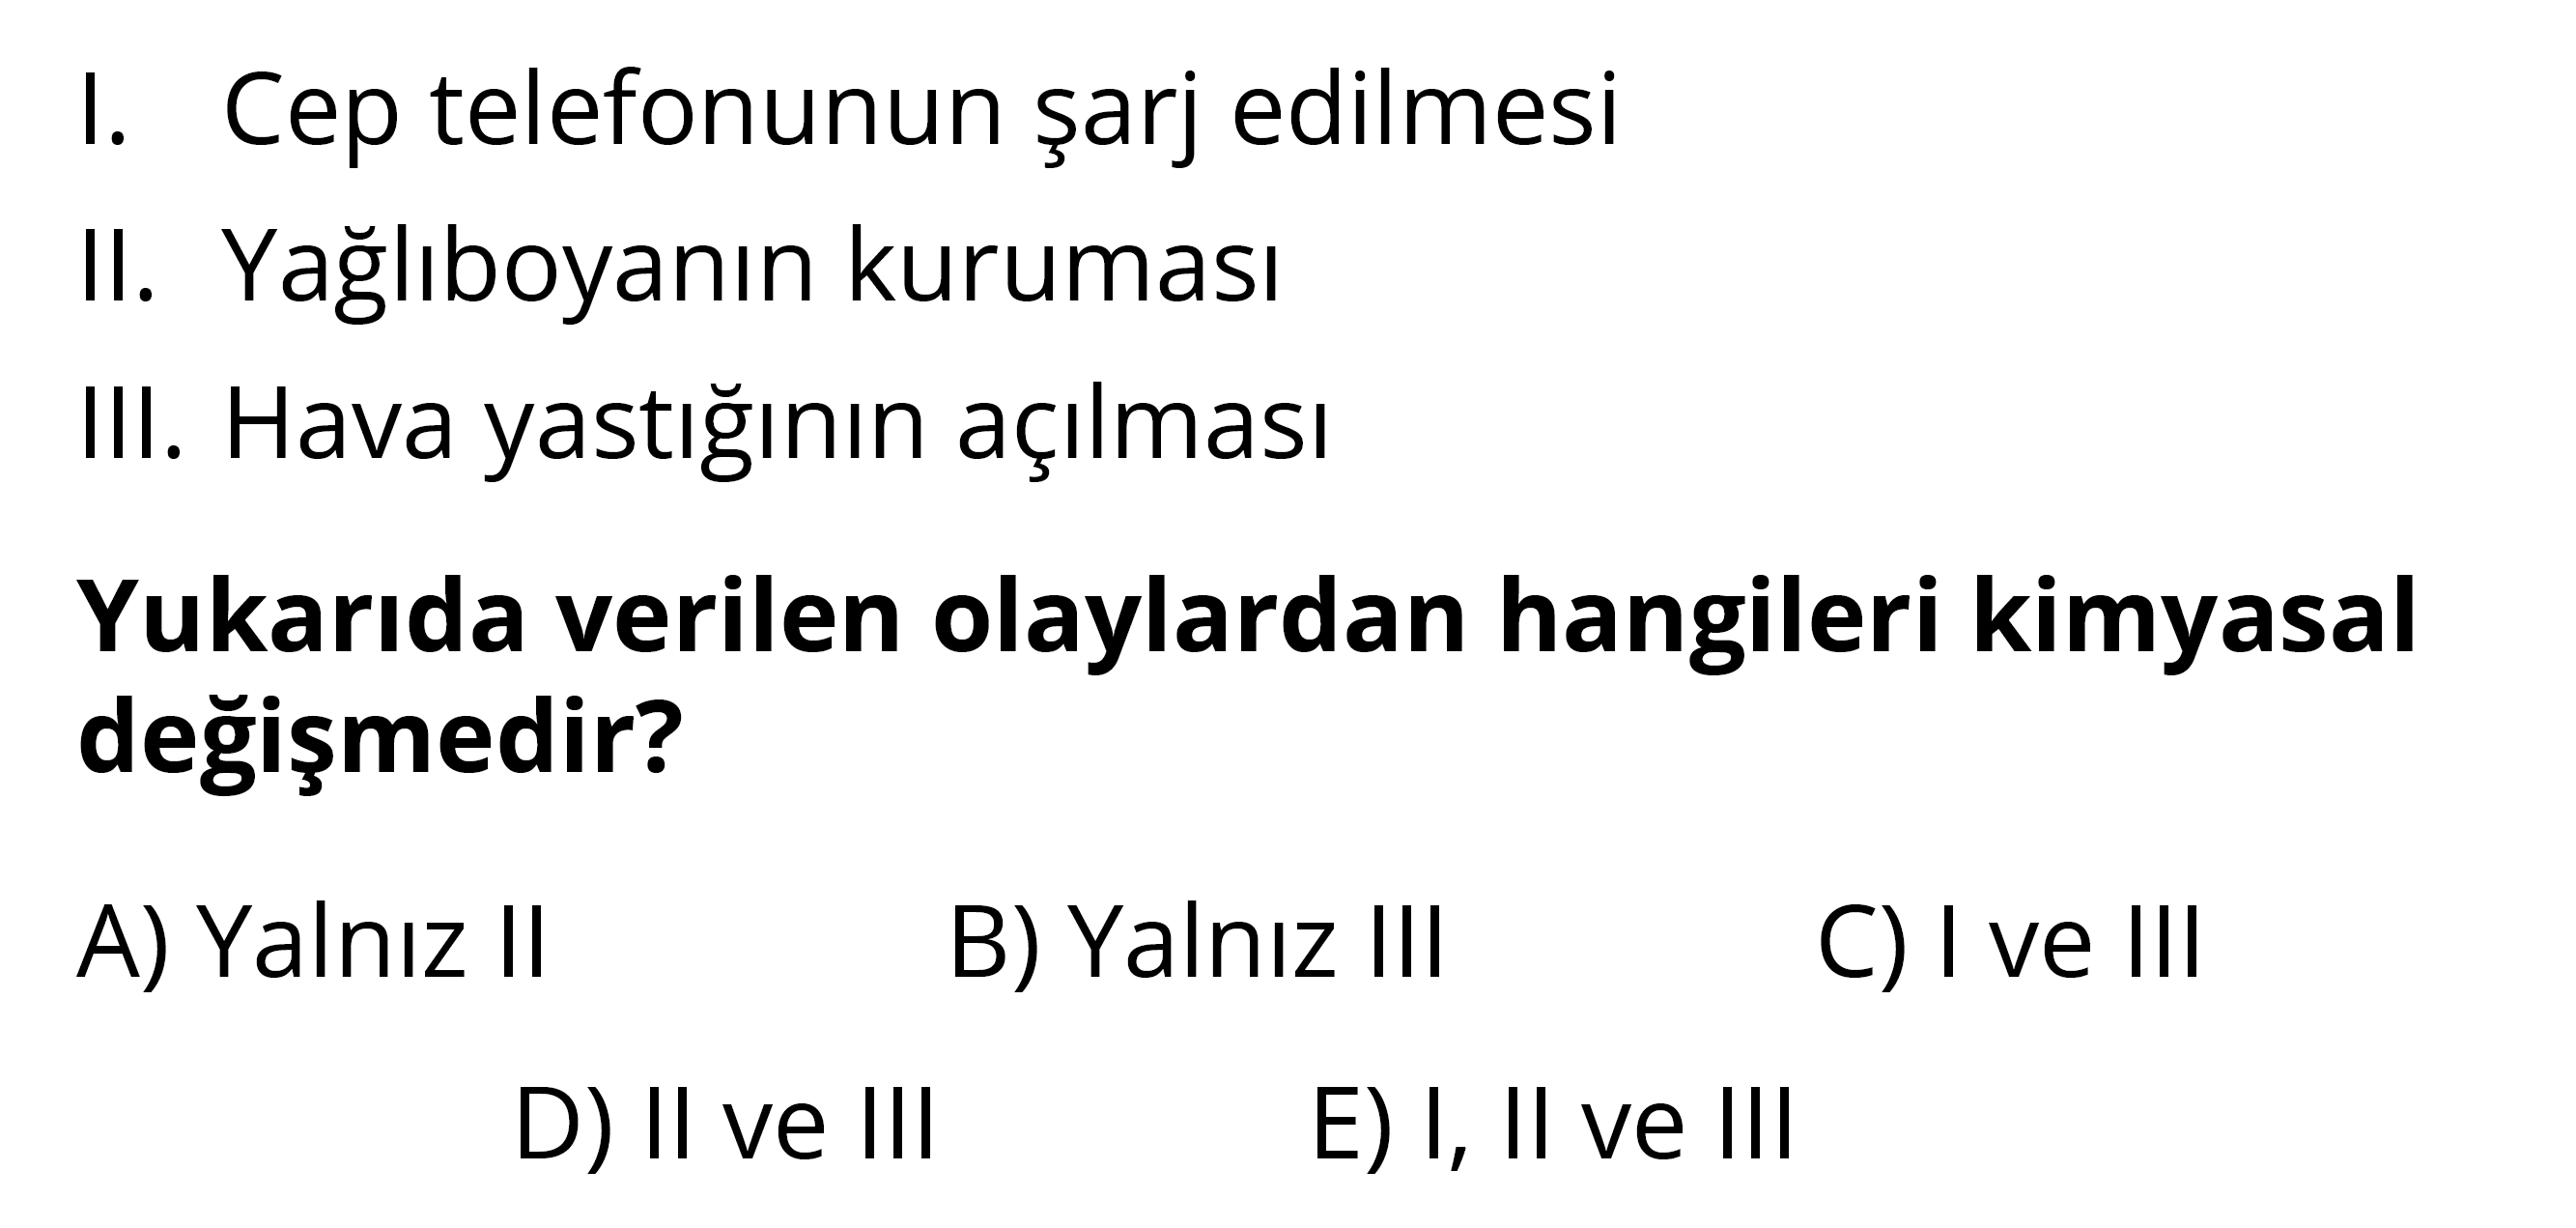 I. Cep telefonunun şarj edilmesi
II. Yağlıboyanın kuruması
III. Hava yastığının açılması
Yukarıda verilen olaylardan hangileri kimyasal
değişmedir?
A) Yalnız II B) Yalnız III C) I ve III
D) II ve III E) I, II ve III